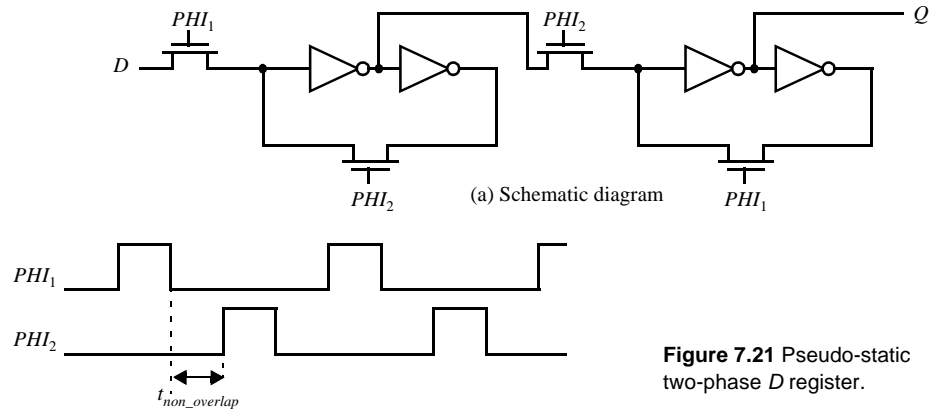 PHI1
PHI2
Q
D
PHI2
PHI1
(a) Schematic diagram
PHI1
PHI2
tnon_overlap
Figure 7.21 Pseudo-static
two-phase D register.